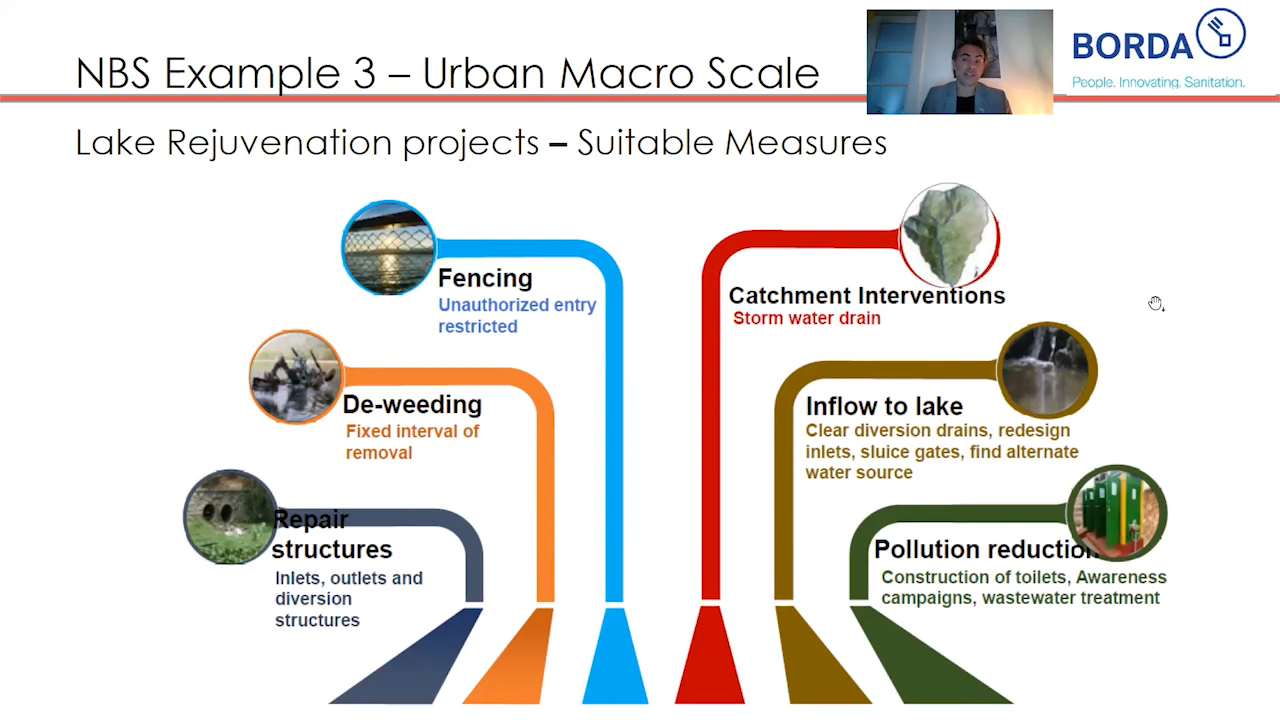 NBS Example 3 – Urban Macro Scale
BORDA
People. Innovating. Sanitation.
Lake Rejuvenation projects – Suitable Measures
Fencing
Unauthorized entry
restricted
De-weeding
Fixed interval of
removal
Repair
structures
Inlets, outlets and
diversion
structures
Catchment Interventions
Storm water drain
Inflow to lake
Clear diversion drains, redesign
inlets, sluice gates, find alternate
water source
Pollution reduction
Construction of toilets, Awareness
campaigns, wastewater treatment